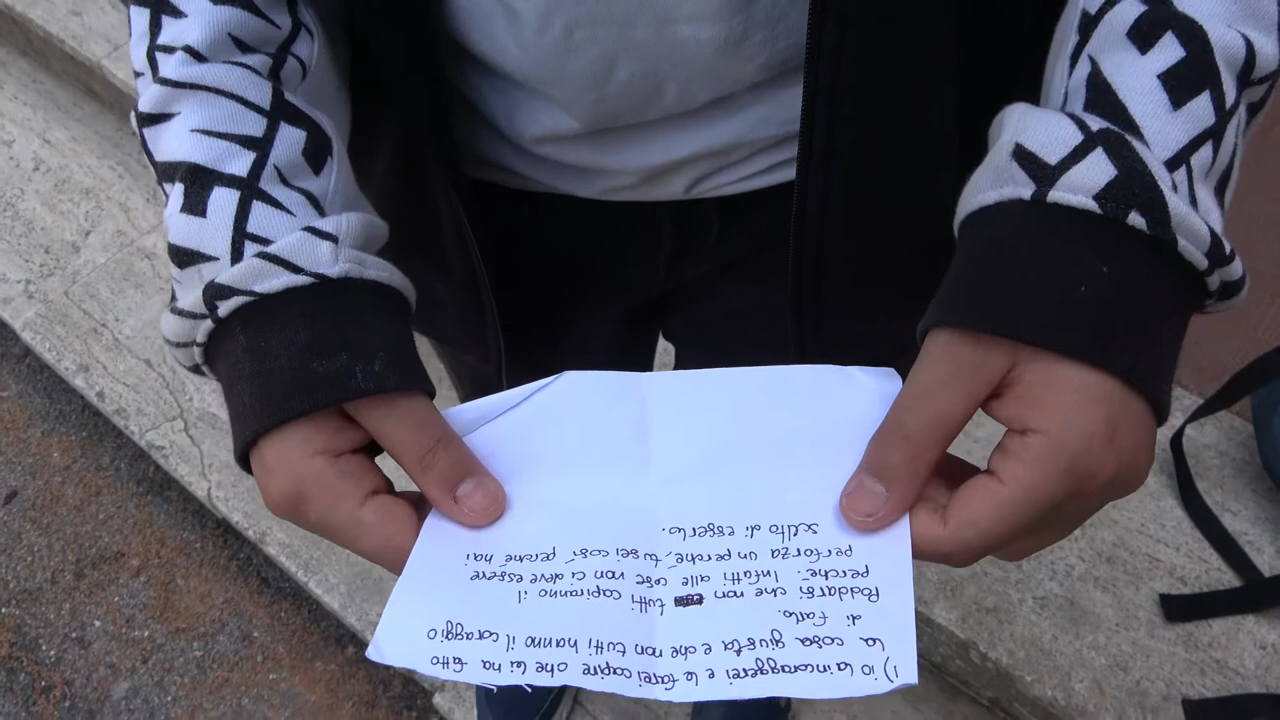 1) io la incoraggerei e le farei capire che lei ha fatto
la cosa giusta e che non tutti hanno il coraggio
di farlo.
Poddarsi che non tutti capiranno il
perché. Infatti alle cose non ci deve essere
per forza un perché, tu sei così perché hai
scelto di esserlo.